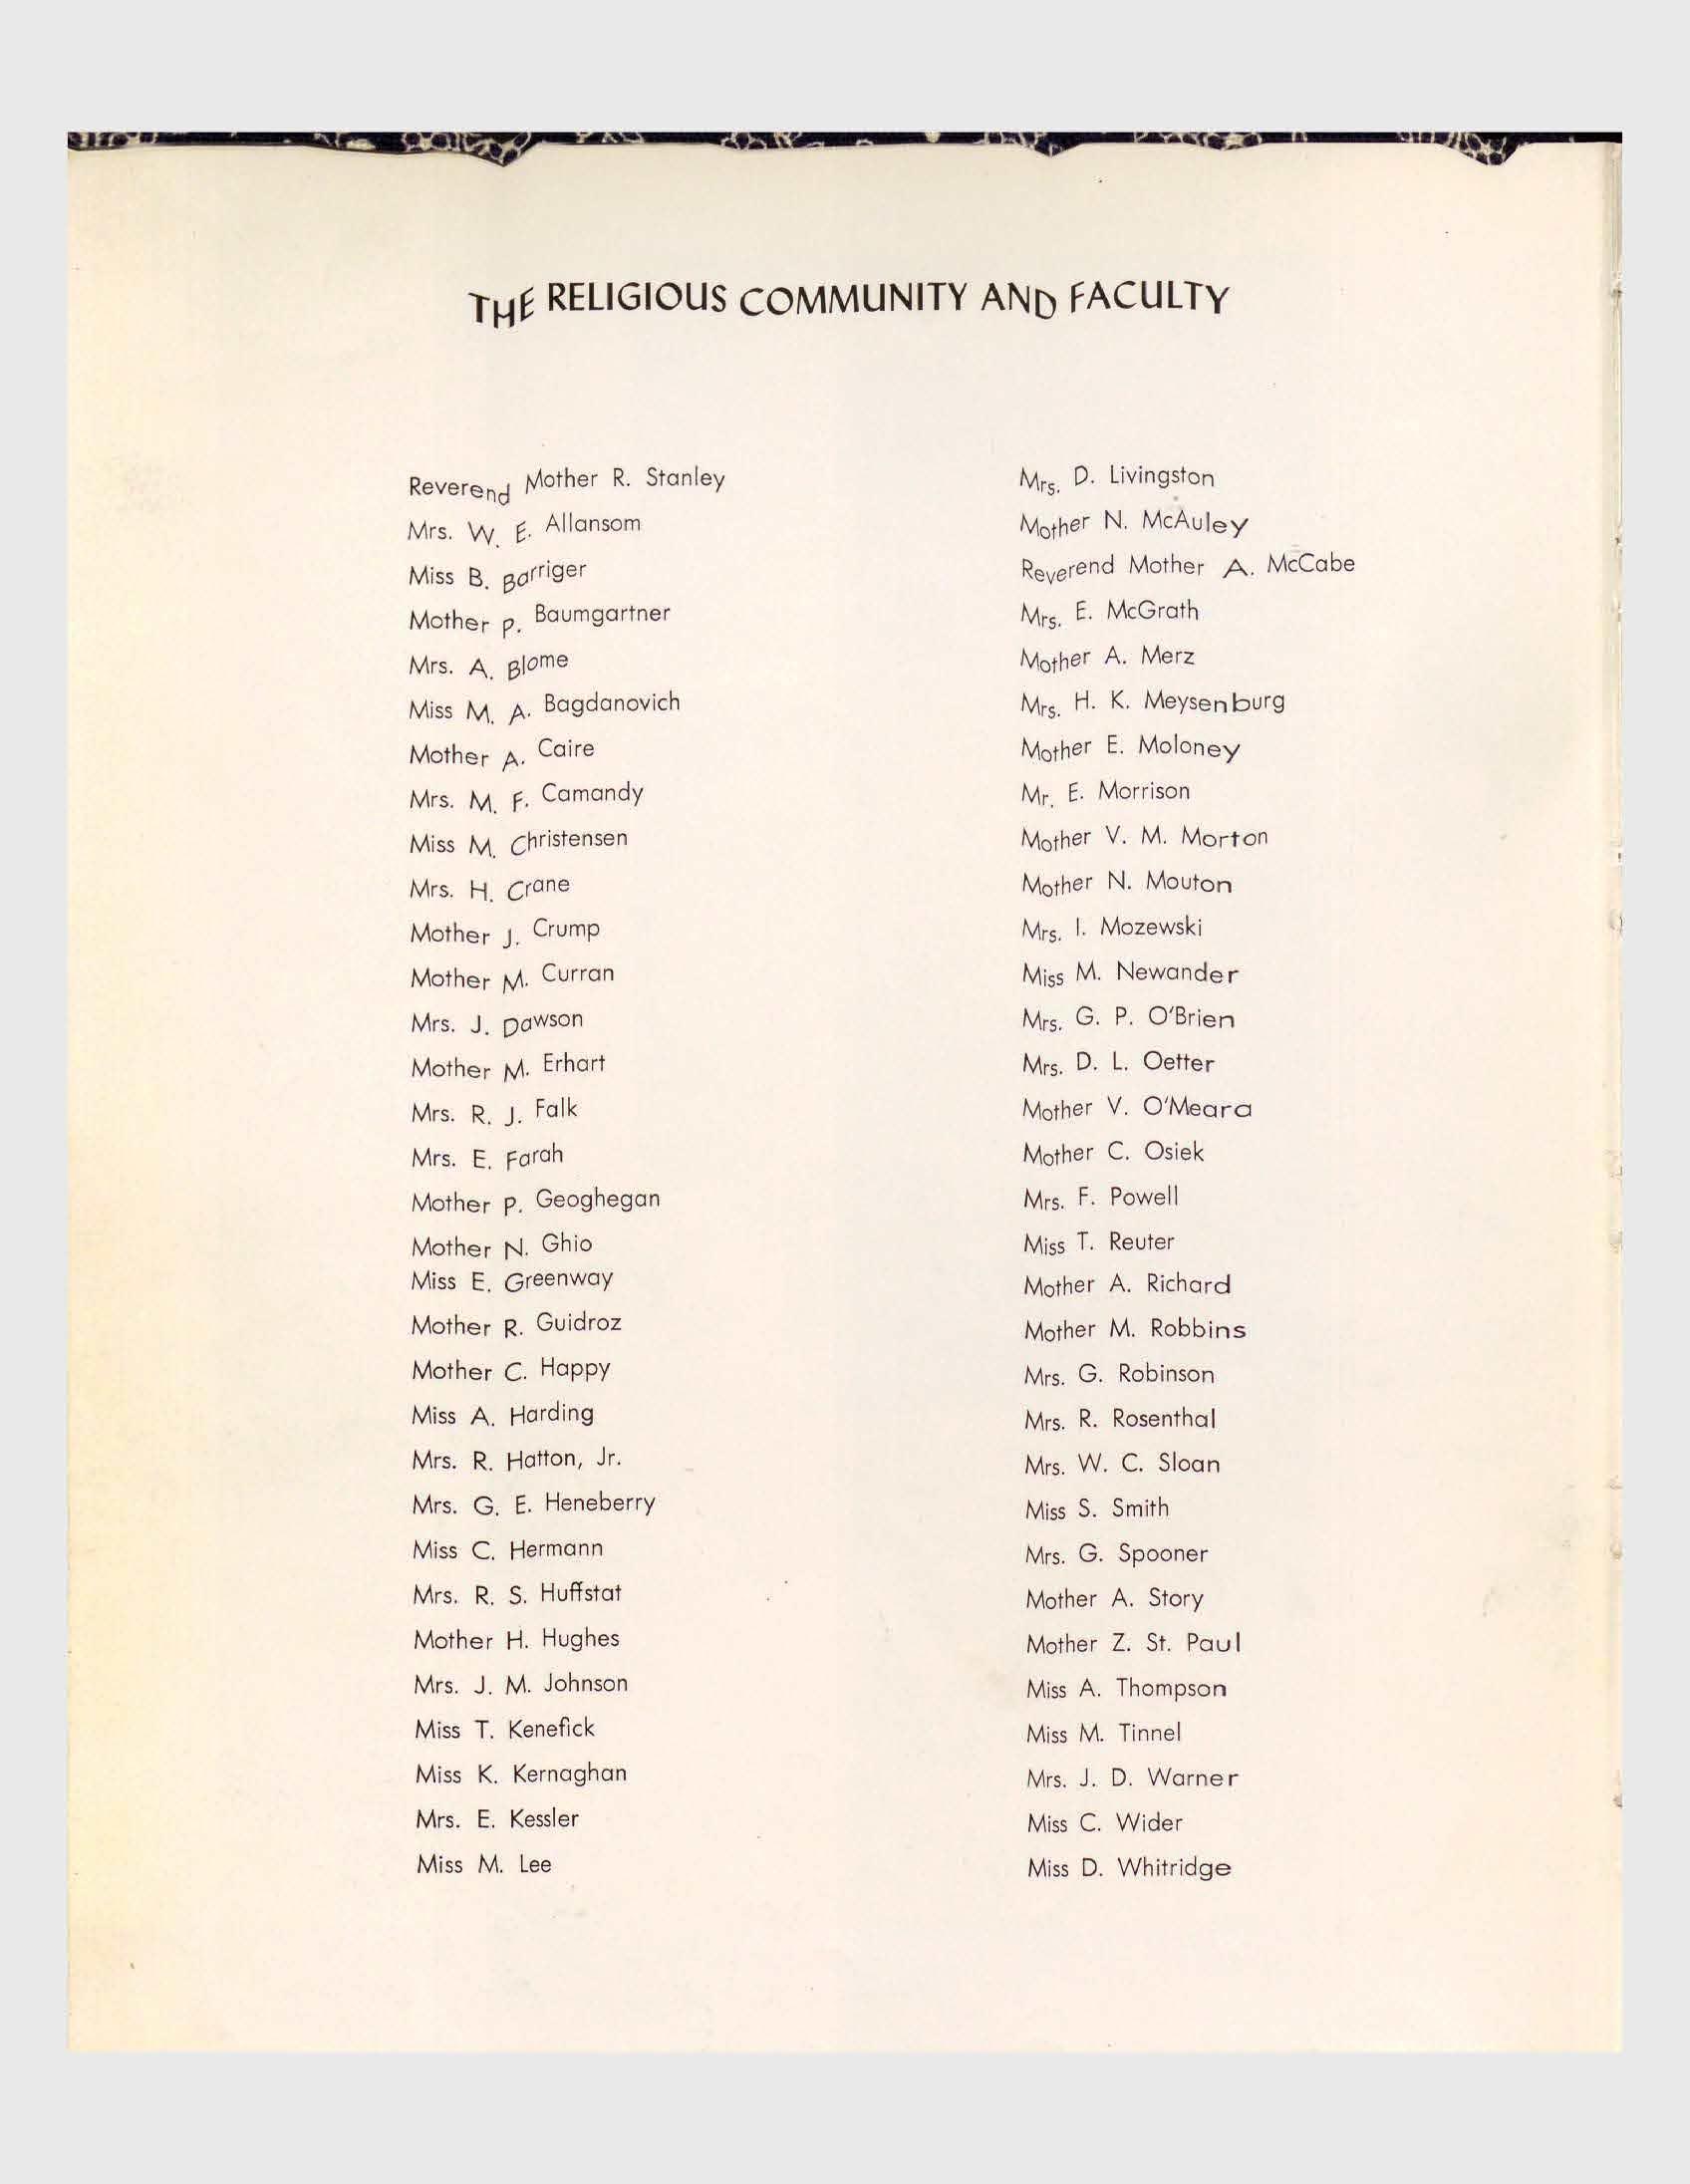 THE RELIGIOUS COMMUNITY AND FACULTY
Reverend Mother R. Stanley
Mrs. W. E. Allansom
Miss B. Barriger
Mother P. Baumgartner
Mrs. A. Blome
Miss M. A. Bagdanovich
Mother A. Caire
Mrs. M. F. Camandy
Miss M. Christensen
Mrs. H. Crane
Mother J. Crump
Mother M. Curran
Mrs. J. Dawson
Mother M. Erhart
Mrs. R. J. Falk
Mrs. E. Farah
Mother P. Geoghegan
Mother N. Ghio
Miss E. Greenway
Mother R. Guidroz
Mother C. Happy
Miss A. Harding
Mrs. R. Hatton, Jr.
Mrs. G. E. Heneberry
Miss C. Hermann
Mrs. R. S. Huffstat
Mother H. Hughes
Mrs. J. M. Johnson
Miss T. Kenefick
Miss K. Kernaghan
Mrs. E. Kessler
Miss M. Lee
Mrs. D. Livingston
Mother N. McAuley
Reverend Mother A. McCabe
Mrs. E. McGrath
Mother A. Merz
Mrs. H. K. Meysenburg
Mother E. Moloney
Mr. E. Morrison
Mother V. M. Morton
Mother N. Mouton
Mrs. I. Mozewski
Miss M. Newander
Mrs. G. P. O'Brien
Mrs. D. L. Oetter
Mother V. O'Meara
Mother C. Osiek
Mrs. F. Powell
Miss T. Reuter
Mother A. Richard
Mother M. Robbins
Mrs. G. Robinson
Mrs. R. Rosenthal
Mrs. W. C. Sloan
Miss S. Smith
Mrs. G. Spooner
Mother A. Story
Mother Z. St. Paul
Miss A. Thompson
Miss M. Tinnel
Mrs. J. D. Warner
Miss C. Wider
Miss D. Whitridge